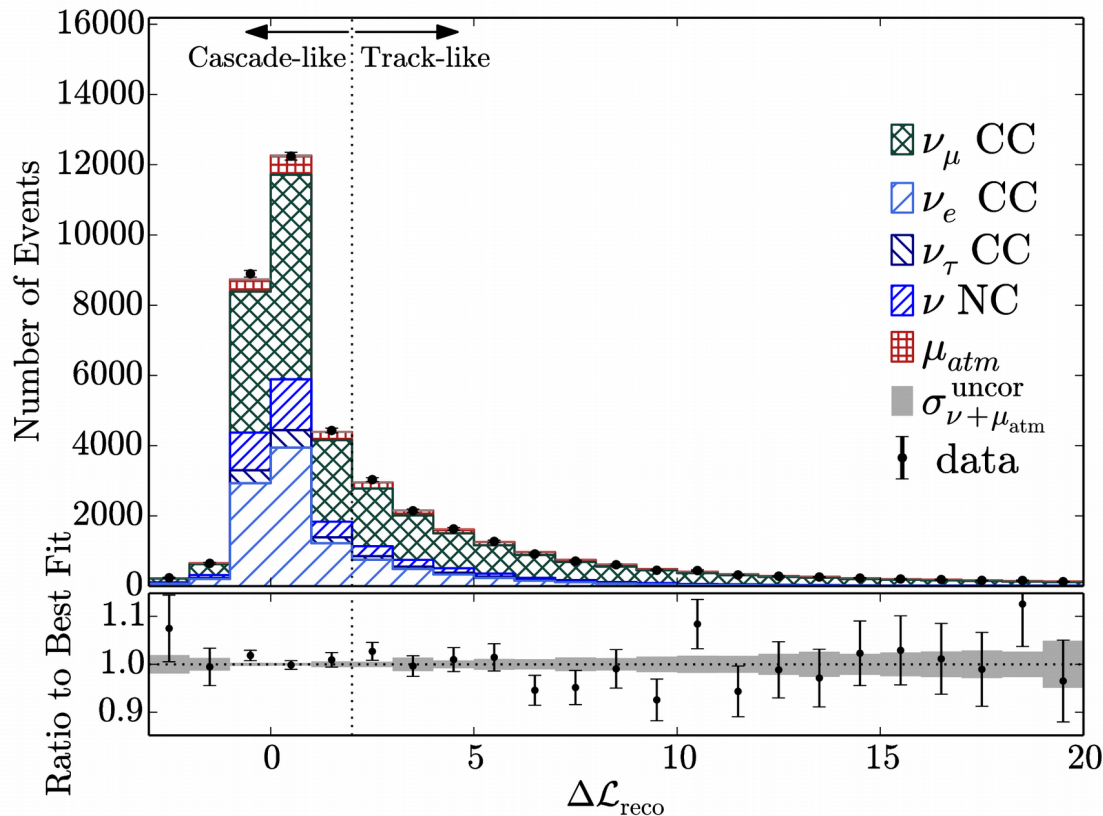 16000
14000
12000
10000
8000
6000
4000
2000
0
Number of Events
Cascade-like
Track-like
ν_μ CC
ν_e CC
ν_τ CC
ν NC
μ_atm
σ^uncor_ν+μ_atm
data
1.1
1.0
0.9
Ratio to Best Fit
0 5 10 15 20
Δℒ_reco